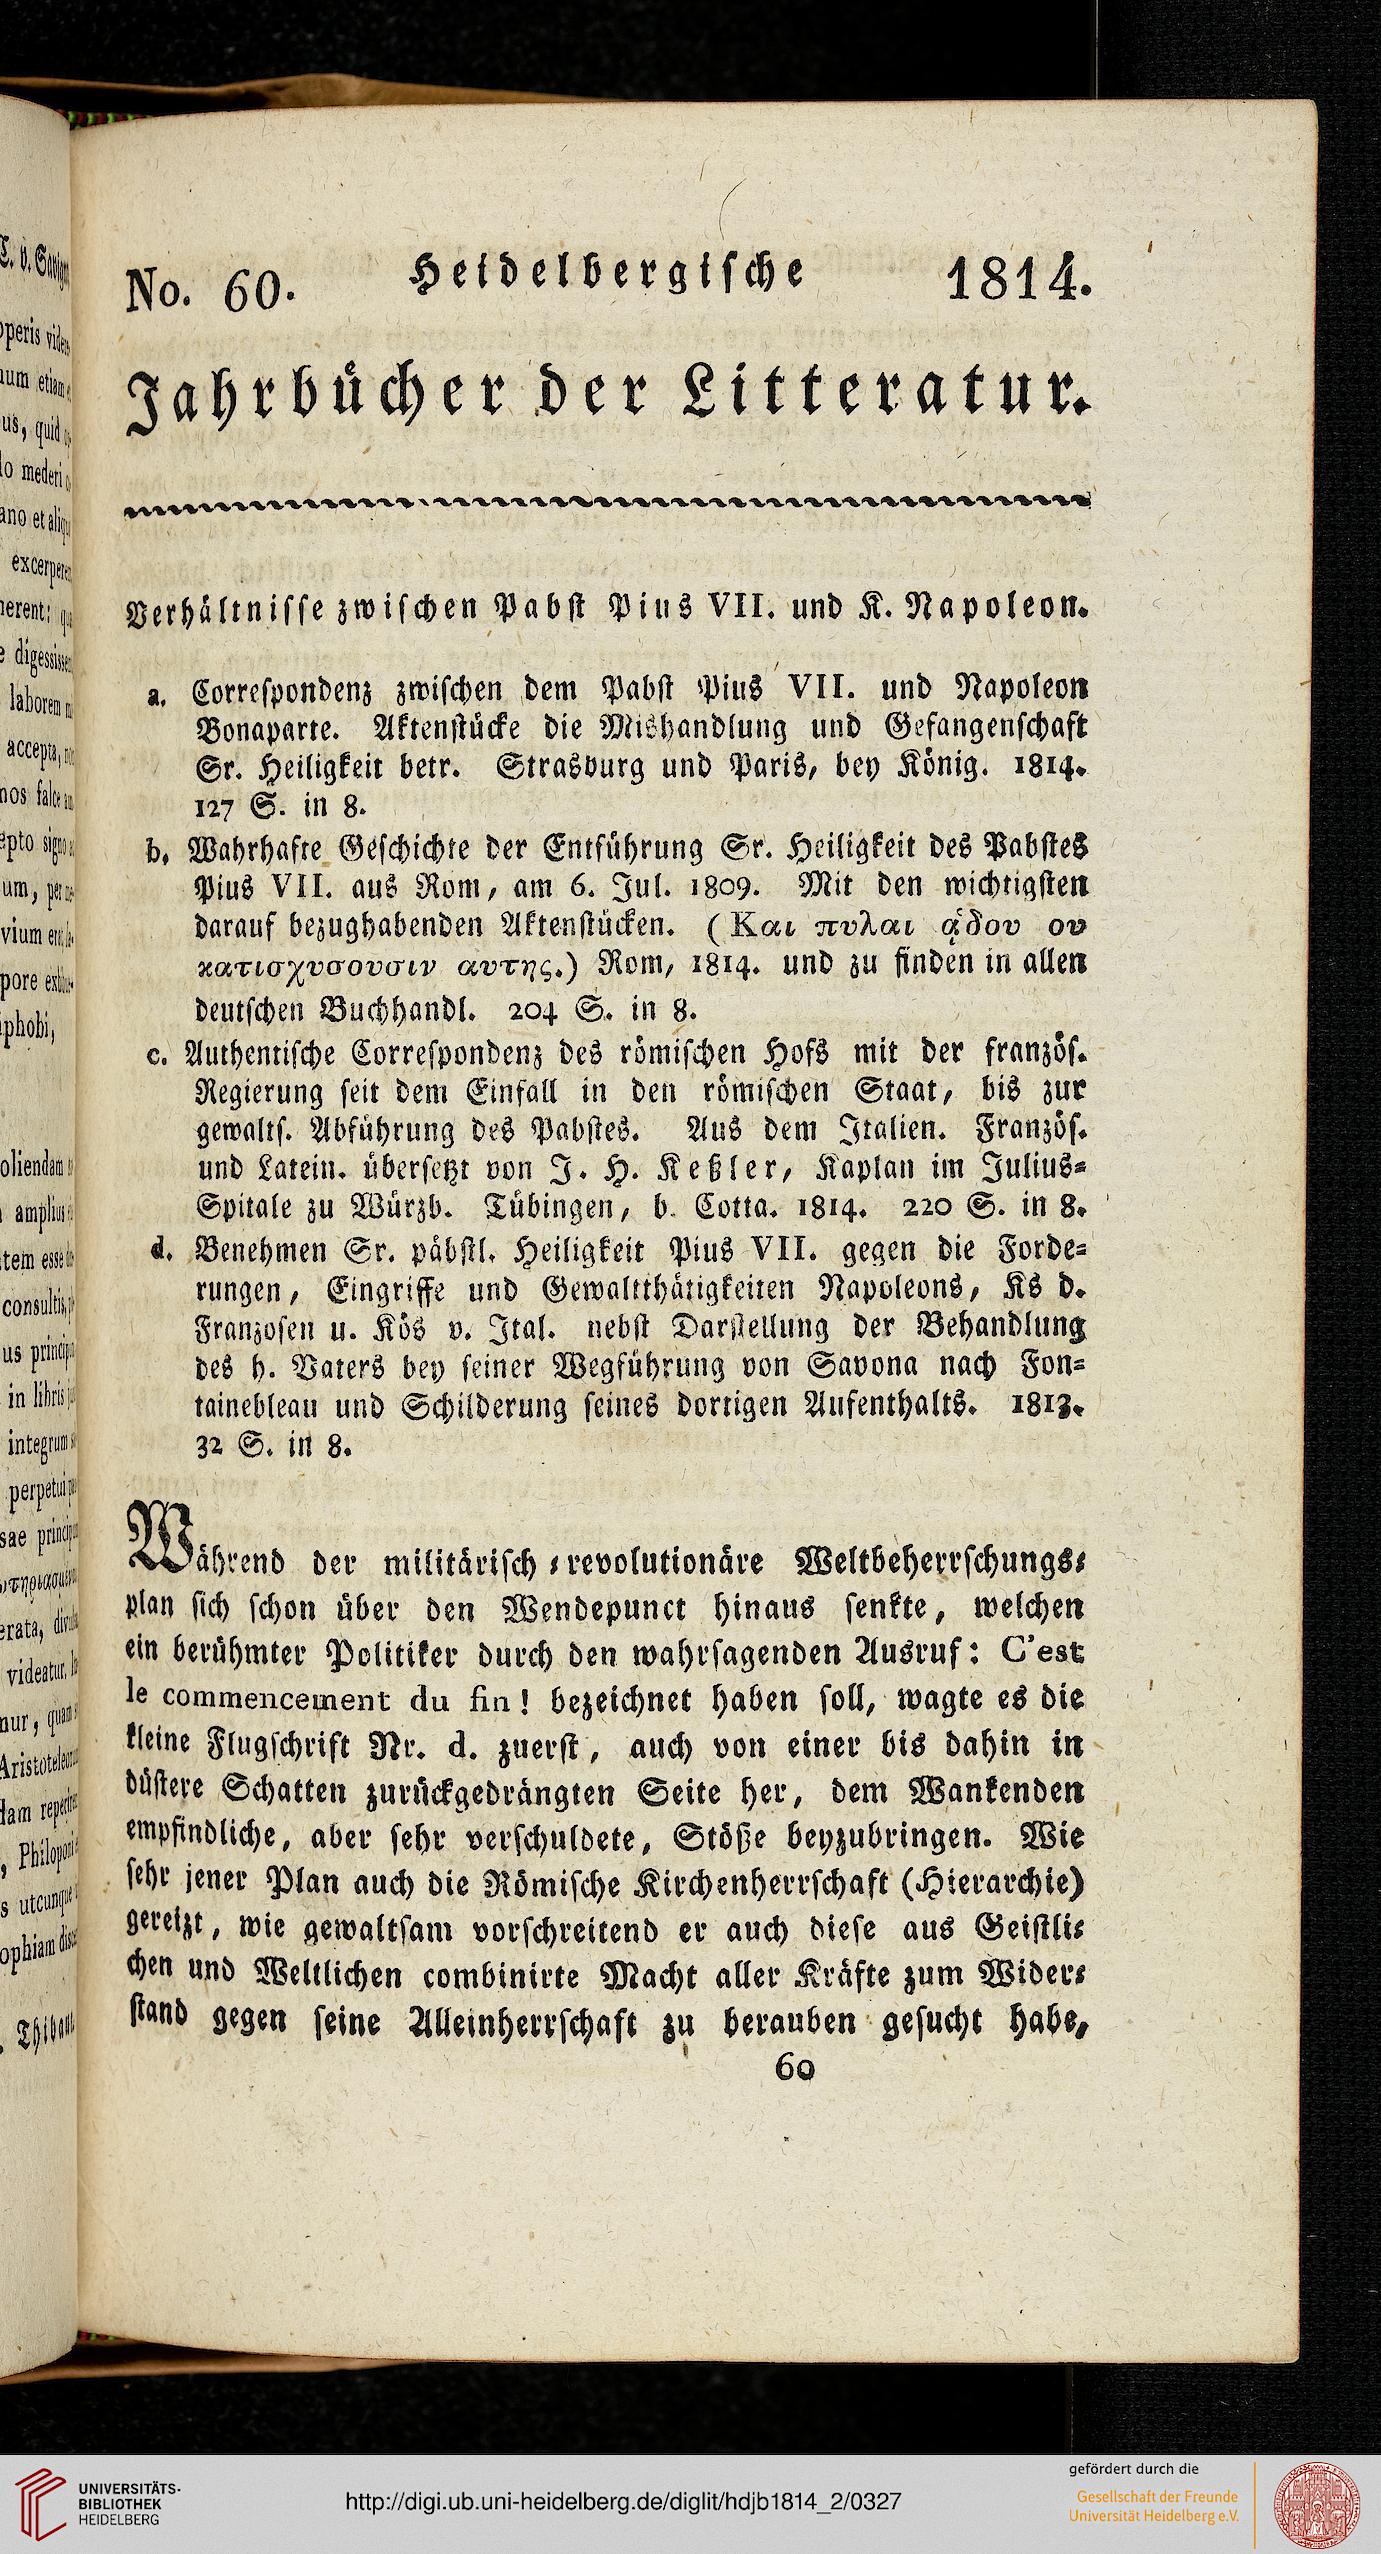 No. 60. Heidelbergische 1814.
Jahrbücher der Litteratur.
Verhältnisse zwischen Pabst Pius VII. und K. Napoleon.
a. Correspondenz zwischen dem Pabst Pius VII. und Napoleon
Bonaparte. Aktenstücke die Mishandlung und Gefangenschaft
Sr. Heiligkeit betr. Strasburg und Paris, bey König. 1814.
127 S. in 8.
b. Wahrhafte Geschichte der Entführung Sr. Heiligkeit des Pabstes
Pius VII. aus Rom, am 6. Jul. 1809. Mit den wichtigsten
darauf bezughabenden Aktenstücken. (Και πυλαι ᾁδου ου
κατισχυσουσιν αυτης.) Rom, 1814. und zu finden in allen
deutschen Buchhandl. 204 S. in 8.
c. Authentische Correspondenz des römischen Hofs mit der französ.
Regierung seit dem Einfall in den römischen Staat, bis zur
gewalts. Abführung des Pabstes. Aus dem Italien. Französ.
und Latein. übersetzt von J. H. Keßler, Kaplan im Julius-
Spitale zu Würzb. Tübingen, b. Cotta. 1814. 220 S. in 8.
d. Benehmen Sr. päbstl. Heiligkeit Pius VII. gegen die Forde-
rungen, Eingriffe und Gewaltthätigkeiten Napoleons, Ks d.
Franzosen u. Kös v. Ital. nebst Darstellung der Behandlung
des h. Vaters bey seiner Wegführung von Savona nach Fon-
tainebleau und Schilderung seines dortigen Aufenthalts. 1813.
32 S. in 8.
Während der militärisch-revolutionäre Weltbeherrschungs-
plan sich schon über den Wendepunct hinaus senkte, welchen
ein berühmter Politiker durch den wahrsagenden Ausruf: C'est
le commencement du fin! bezeichnet haben soll, wagte es die
kleine Flugschrift Nr. d. zuerst, auch von einer bis dahin in
düstere Schatten zurückgedrängten Seite her, dem Wankenden
empfindliche, aber sehr verschuldete, Stöße beyzubringen. Wie
sehr jener Plan auch die Römische Kirchenherrschaft (Hierarchie)
gereizt, wie gewaltsam vorschreitend er auch diese aus Geistli-
chen und Weltlichen combinirte Macht aller Kräfte zum Wider-
stand gegen seine Alleinherrschaft zu berauben gesucht habe,
60
UNIVERSITÄTS-
BIBLIOTHEK
HEIDELBERG
http://digi.ub.uni-heidelberg.de/diglit/hdjb1814_2/0327
gefördert durch die
Gesellschaft der Freunde
Universität Heidelberg e.V.